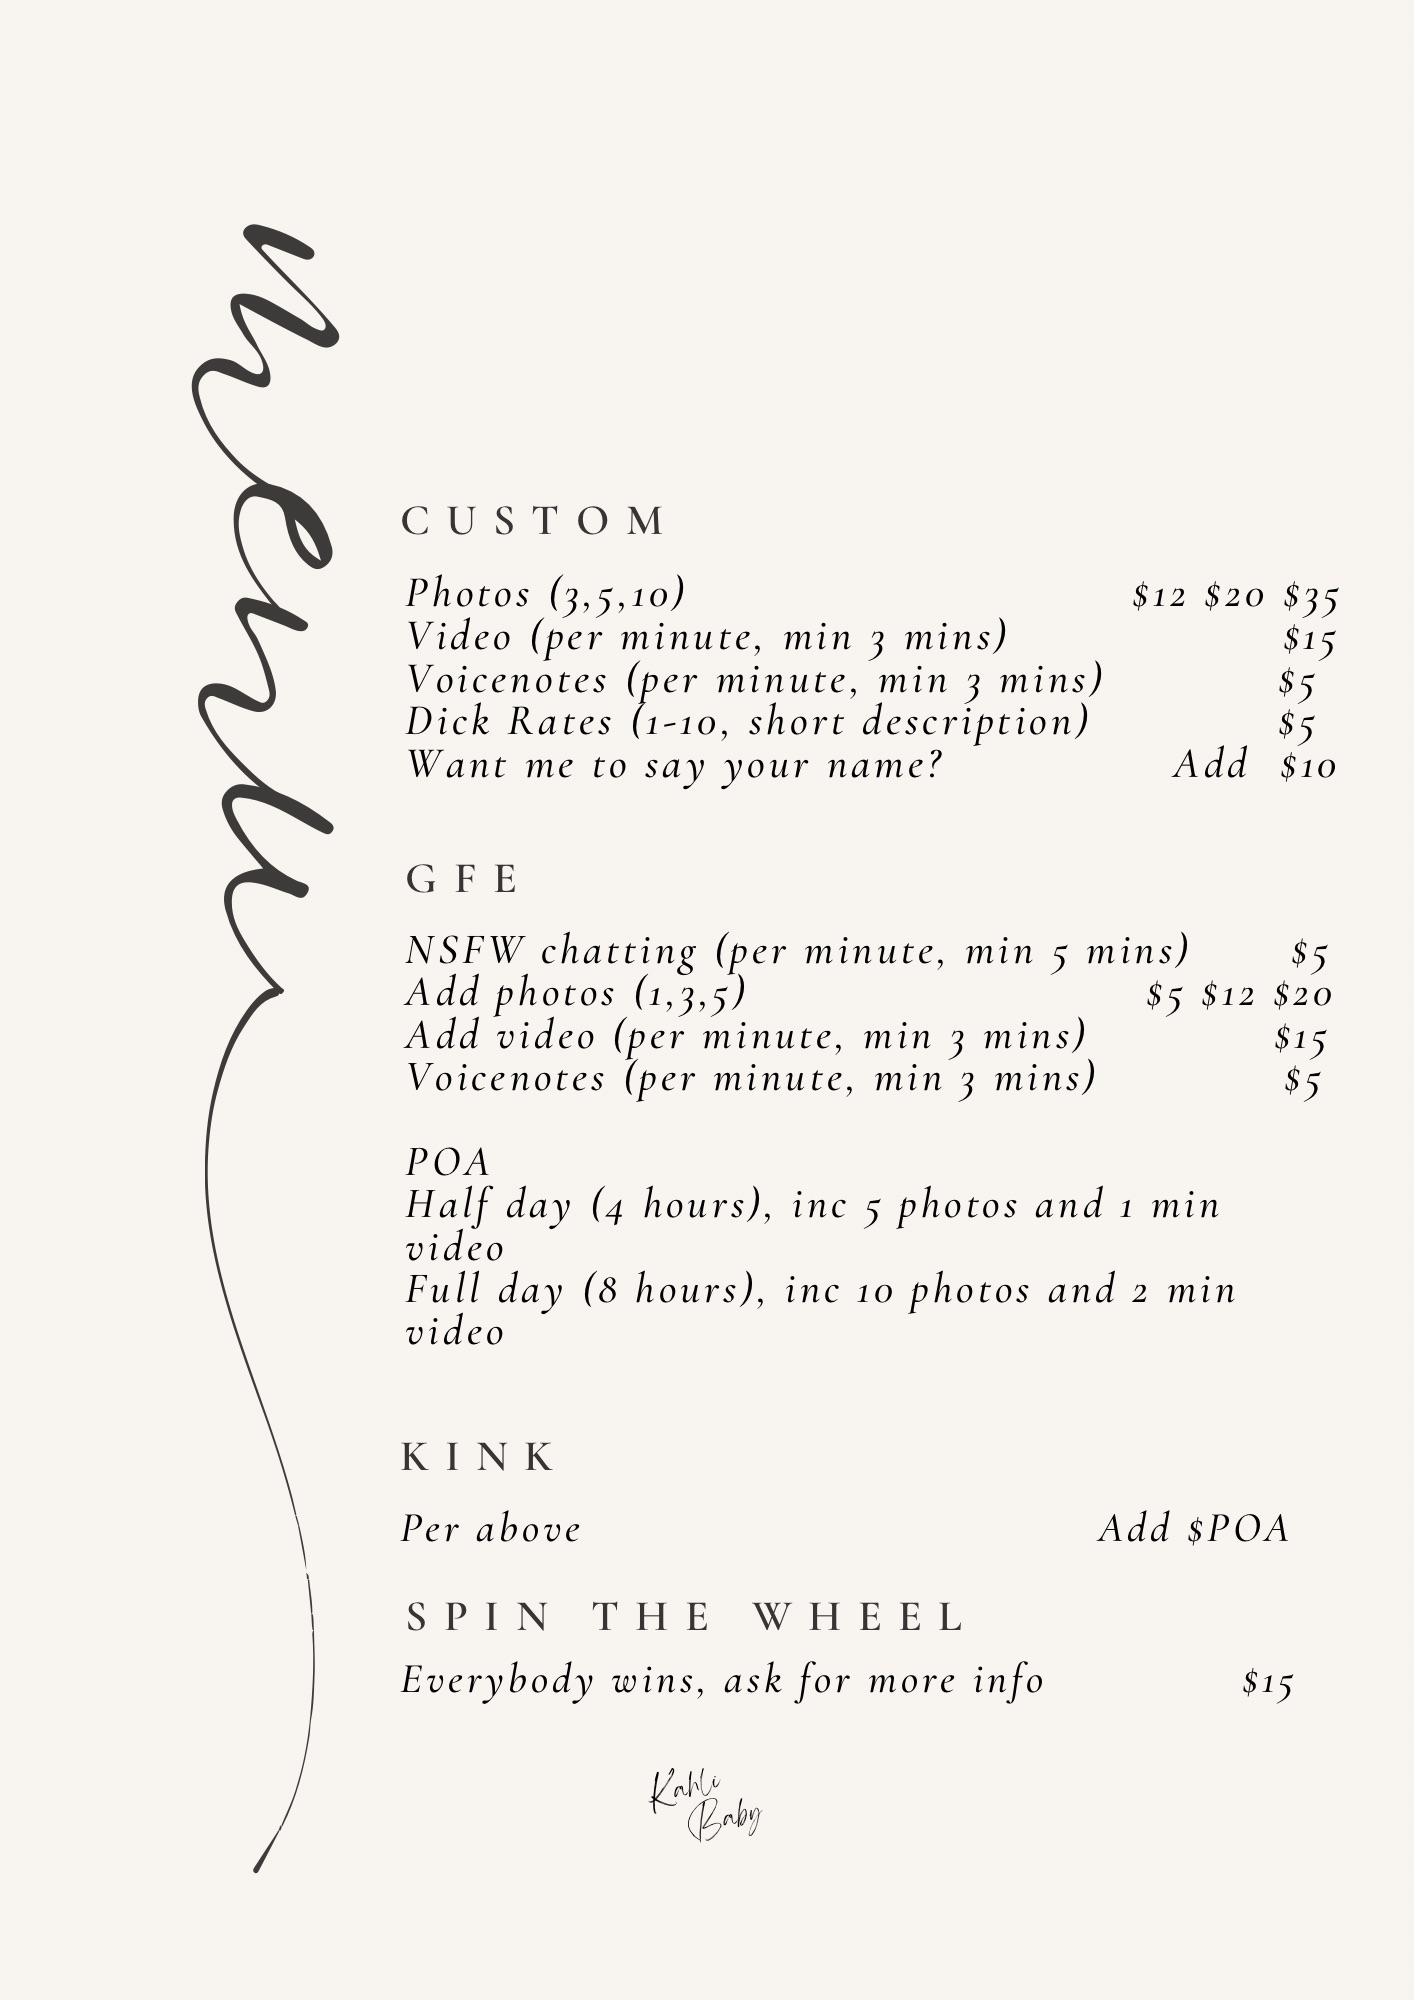 menu
CUSTOM
Photos (3,5,10) $12 $20 $35
Video (per minute, min 3 mins) $15
Voicenotes (per minute, min 3 mins) $5
Dick Rates (1-10, short description) $5
Want me to say your name? Add $10
GFE
NSFW chatting (per minute, min 5 mins) $5
Add photos (1,3,5) $5 $12 $20
Add video (per minute, min 3 mins) $15
Voicenotes (per minute, min 3 mins) $5
POA
Half day (4 hours), inc 5 photos and 1 min
video
Full day (8 hours), inc 10 photos and 2 min
video
KINK
Per above Add $POA
SPIN THE WHEEL
Everybody wins, ask for more info $15
Kahli
Baby